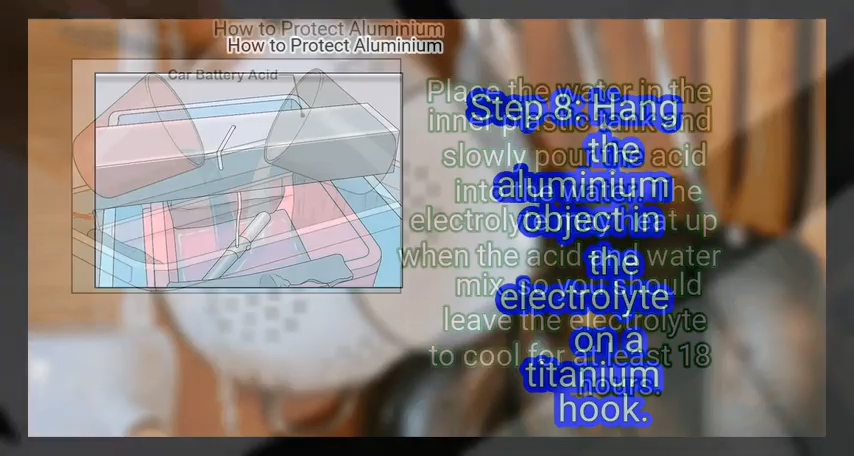 How to Protect Aluminium
How to Protect Aluminium
Car Battery Acid
Place the water in the
inner plastic tank and
slowly pour the acid
into the water. The
electrolyte will heat up
when the acid and water
mix, so you should
leave the electrolyte
to cool for at least 18
hours.
Step 8: Hang
the
aluminium
object in
the
electrolyte
on a
titanium
hook.